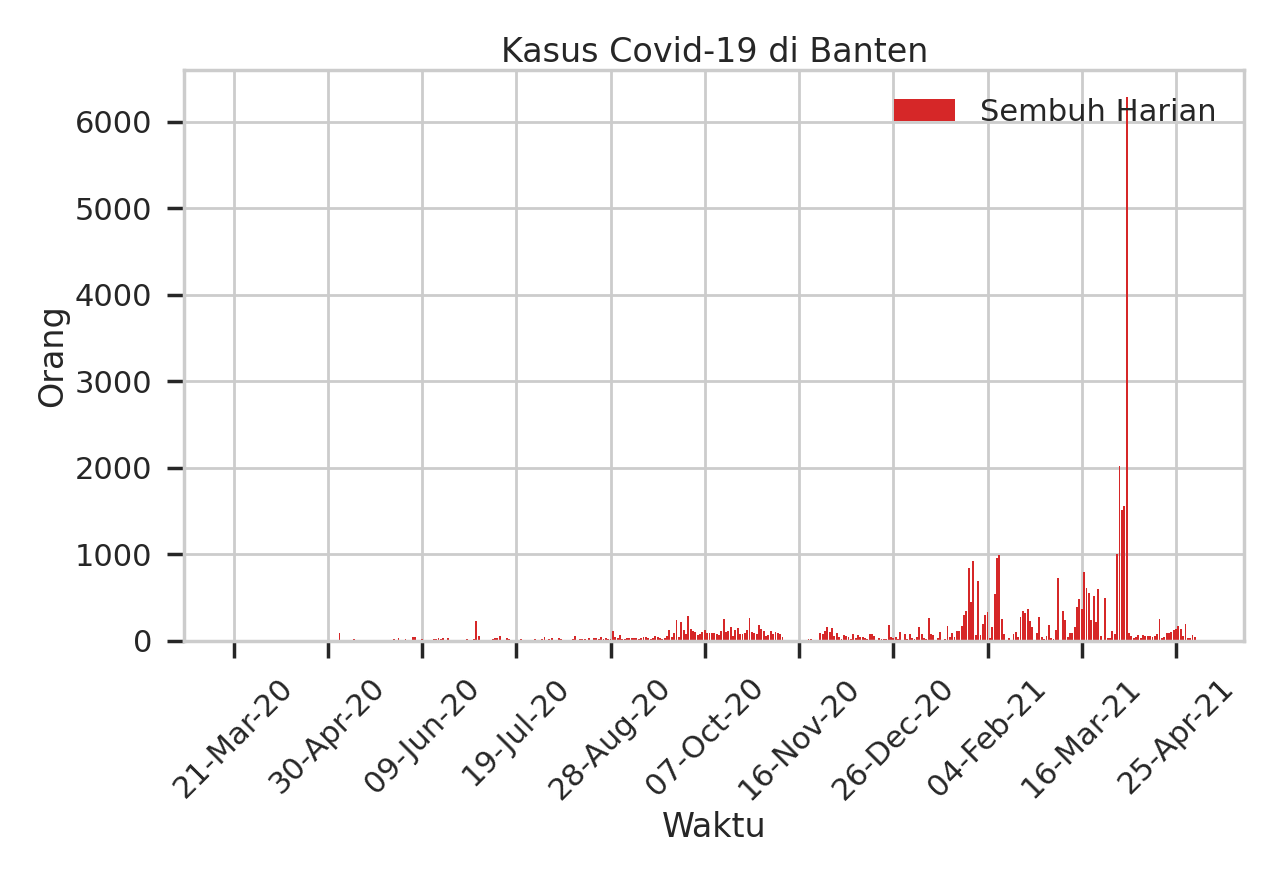 Kasus Covid-19 di Banten
Sembuh Harian
6000
5000
4000
3000
2000
1000
0
Orang
21-Mar-20
30-Apr-20
09-Jun-20
19-Jul-20
28-Aug-20
07-Oct-20
16-Nov-20
26-Dec-20
04-Feb-21
16-Mar-21
25-Apr-21
Waktu